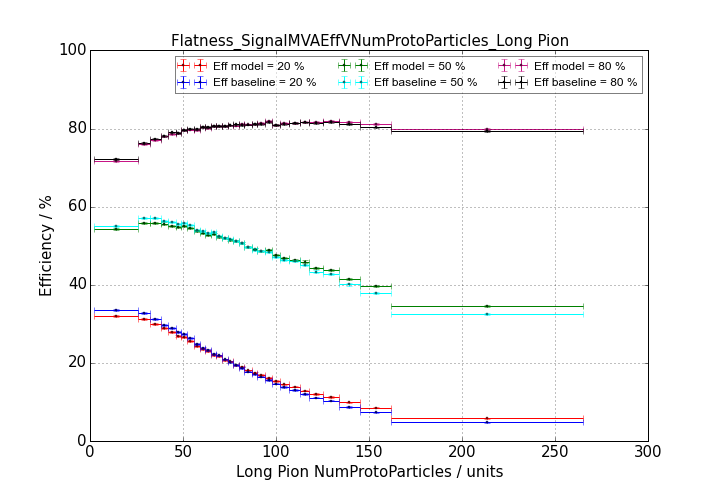 Flatness_SignalMVAEffVNumProtoParticles_Long Pion
100
80
60
40
20
0
Efficiency / %
Eff model = 20 % Eff model = 50 % Eff model = 80 %
Eff baseline = 20 % Eff baseline = 50 % Eff baseline = 80 %
0 50 100 150 200 250 300
Long Pion NumProtoParticles / units